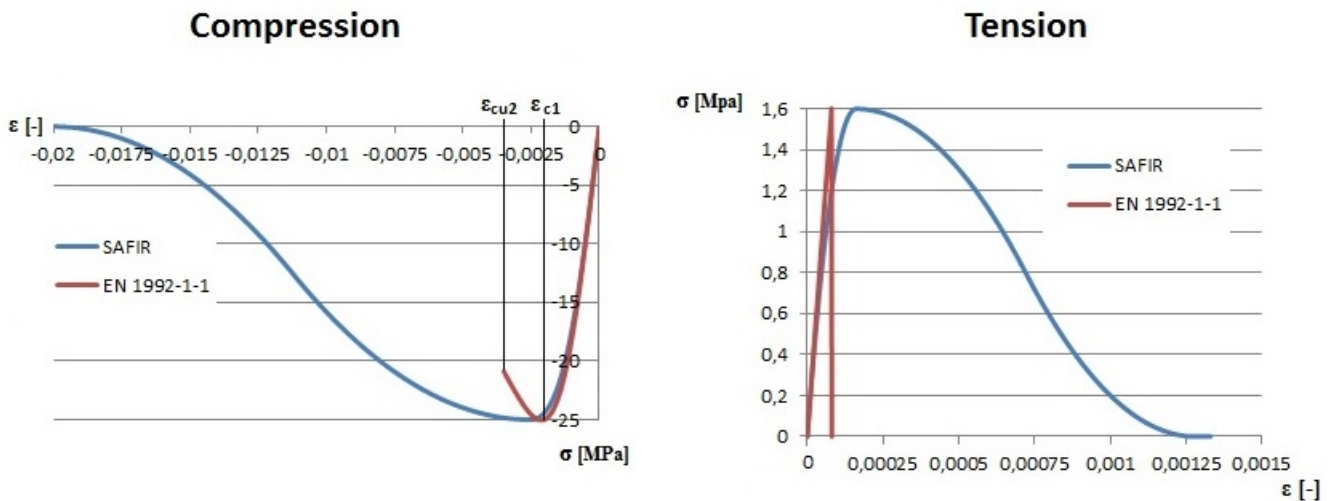 Compression
ε [-]
εcu2 εc1
-0,02 -0,0175 -0,015 -0,0125 -0,01 -0,0075 -0,005 -0,0025 0
0
-5
-10
-15
-20
-25
SAFIR
EN 1992-1-1
σ [MPa]
Tension
σ [Mpa]
1,6
1,4
1,2
1
0,8
0,6
0,4
0,2
0
SAFIR
EN 1992-1-1
0 0,00025 0,0005 0,00075 0,001 0,00125 0,0015
ε [-]